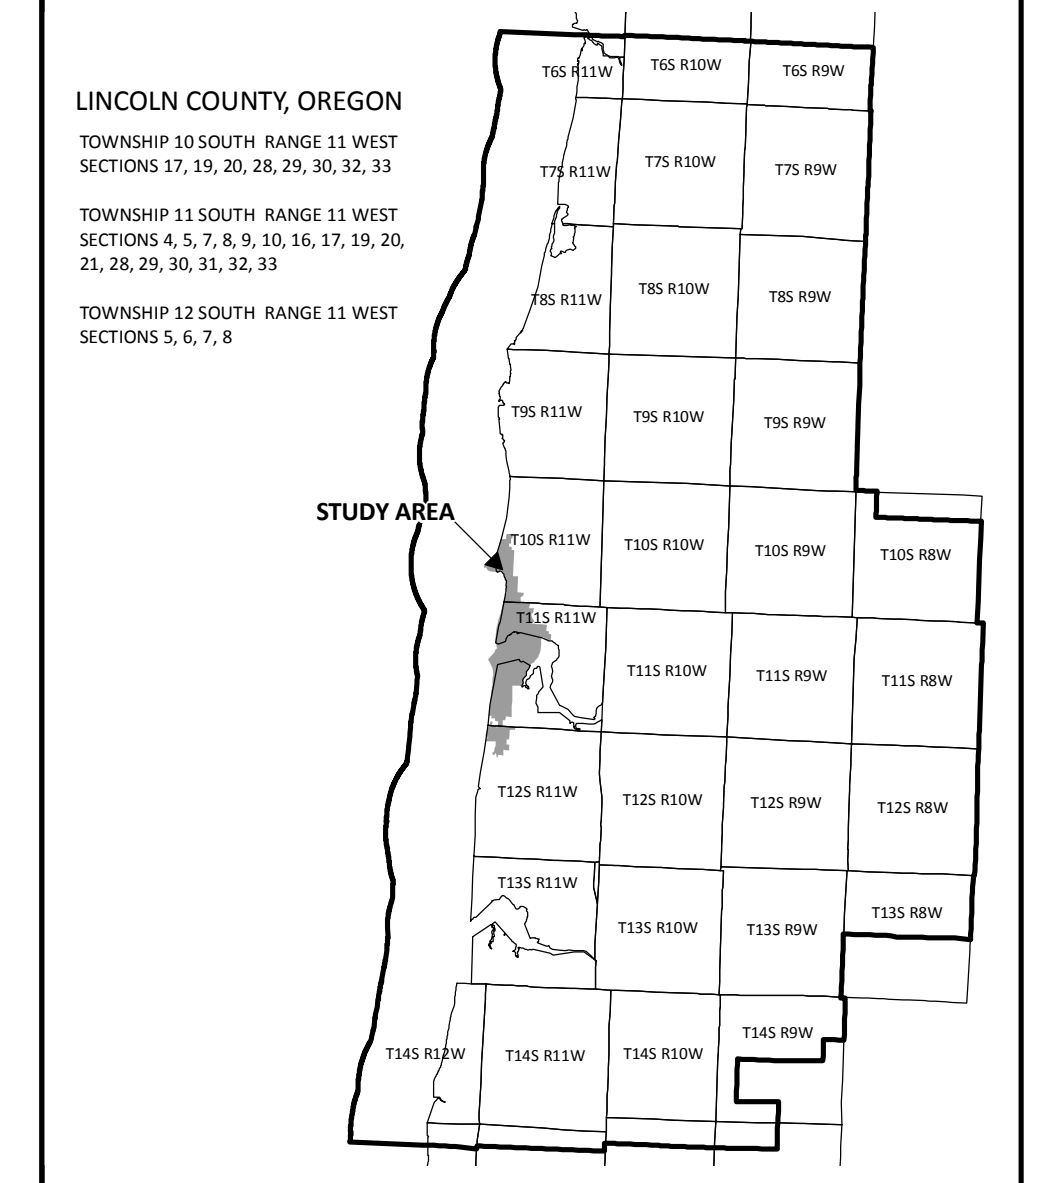 LINCOLN COUNTY, OREGON
TOWNSHIP 10 SOUTH RANGE 11 WEST
SECTIONS 17, 19, 20, 28, 29, 30, 32, 33
TOWNSHIP 11 SOUTH RANGE 11 WEST
SECTIONS 4, 5, 7, 8, 9, 10, 16, 17, 19, 20,
21, 28, 29, 30, 31, 32, 33
TOWNSHIP 12 SOUTH RANGE 11 WEST
SECTIONS 5, 6, 7, 8
STUDY AREA
T6S R11W
T6S R10W
T6S R9W
T7S R11W
T7S R10W
T7S R9W
T8S R11W
T8S R10W
T8S R9W
T9S R11W
T9S R10W
T9S R9W
T10S R11W
T10S R10W
T10S R9W
T10S R8W
T11S R11W
T11S R10W
T11S R9W
T11S R8W
T12S R11W
T12S R10W
T12S R9W
T12S R8W
T13S R11W
T13S R10W
T13S R9W
T13S R8W
T14S R12W
T14S R11W
T14S R10W
T14S R9W